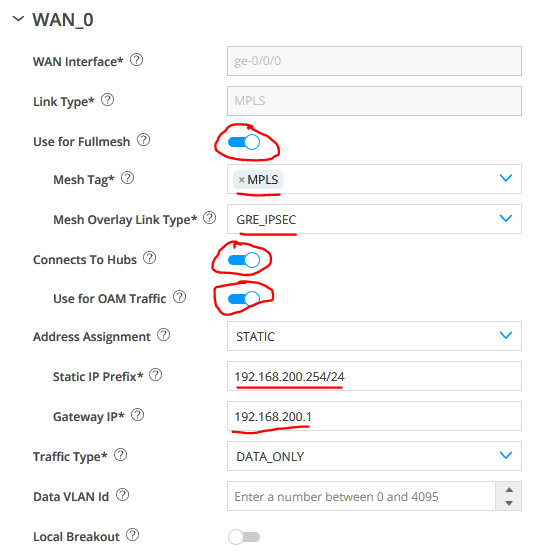 WAN_0
WAN Interface* ? ge-0/0/0
Link Type* ? MPLS
Use for Fullmesh ?
Mesh Tag* ? × MPLS
Mesh Overlay Link Type* ? GRE_IPSEC
Connects To Hubs ?
Use for OAM Traffic ?
Address Assignment ? STATIC
Static IP Prefix* ? 192.168.200.254/24
Gateway IP* ? 192.168.200.1
Traffic Type* ? DATA_ONLY
Data VLAN Id ? Enter a number between 0 and 4095
Local Breakout ?